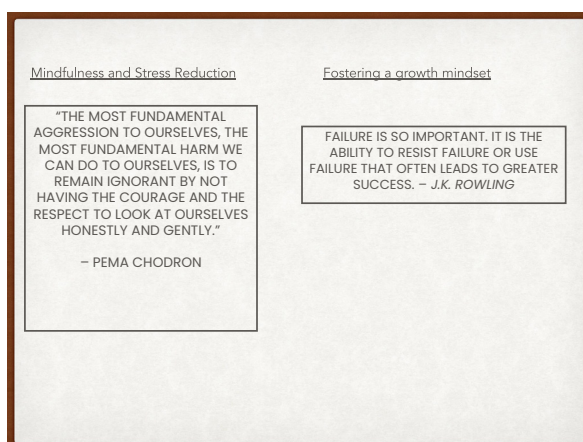 Mindfulness and Stress Reduction
“THE MOST FUNDAMENTAL
AGGRESSION TO OURSELVES, THE
MOST FUNDAMENTAL HARM WE
CAN DO TO OURSELVES, IS TO
REMAIN IGNORANT BY NOT
HAVING THE COURAGE AND THE
RESPECT TO LOOK AT OURSELVES
HONESTLY AND GENTLY.”
– PEMA CHODRON
Fostering a growth mindset
FAILURE IS SO IMPORTANT. IT IS THE
ABILITY TO RESIST FAILURE OR USE
FAILURE THAT OFTEN LEADS TO GREATER
SUCCESS. – J.K. ROWLING